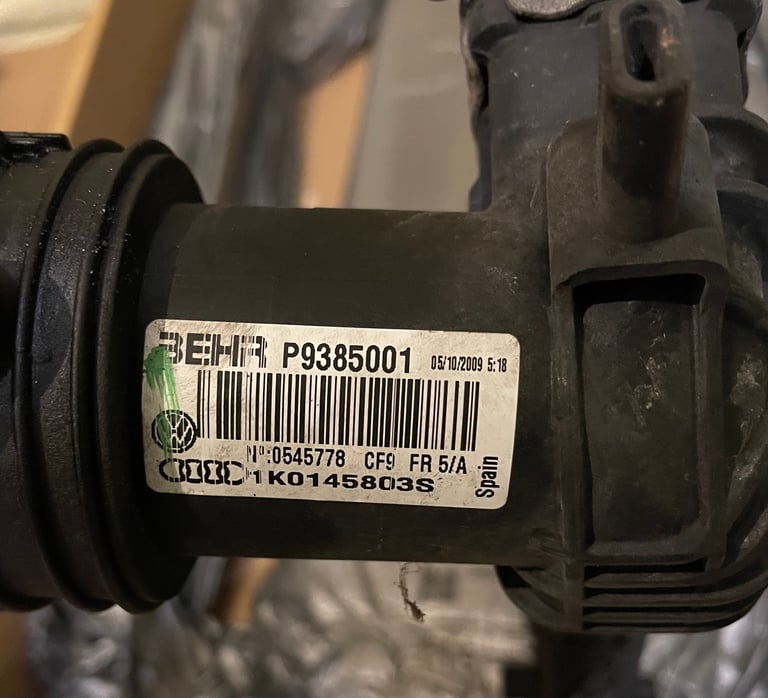 BEHR P9385001 05/10/2009 5:18
Nº:0545778 CF9 FR 5/A
1K0145803S
Spain